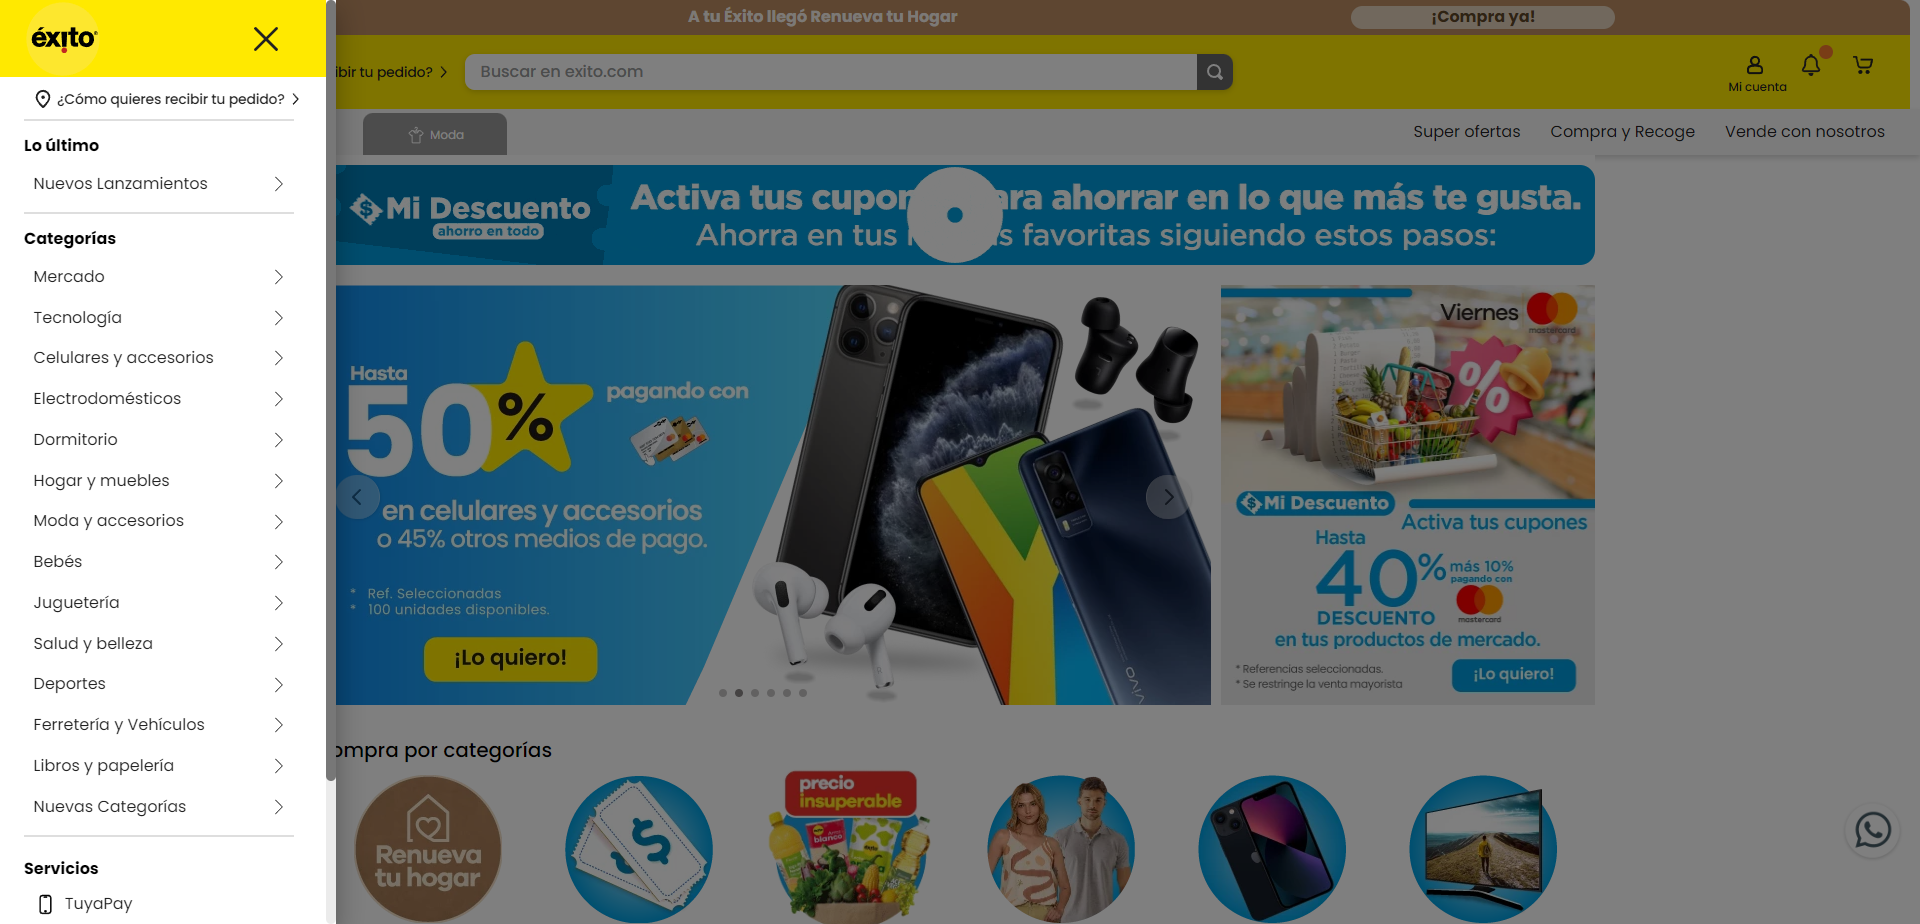 éxito
¿Cómo quieres recibir tu pedido?
Lo último
Nuevos Lanzamientos
Categorías
Mercado
Tecnología
Celulares y accesorios
Electrodomésticos
Dormitorio
Hogar y muebles
Moda y accesorios
Bebés
Juguetería
Salud y belleza
Deportes
Ferretería y Vehículos
Libros y papelería
Nuevas Categorías
Servicios
TuyaPay
A tu Éxito llegó Renueva tu Hogar
¡Compra ya!
ibir tu pedido?
Buscar en exito.com
Mi cuenta
Moda
Super ofertas
Compra y Recoge
Vende con nosotros
Mi Descuento
ahorro en todo
Activa tus cupon ra ahorrar en lo que más te gusta.
Ahorra en tus s favoritas siguiendo estos pasos:
Hasta
50%
pagando con
en celulares y accesorios
o 45% otros medios de pago.
* Ref. Seleccionadas
* 100 unidades disponibles.
¡Lo quiero!
VIVO
Viernes
mastercard
%
Mi Descuento
Activa tus cupones
Hasta
40%
más 10%
pagando con
mastercard
DESCUENTO
en tus productos de mercado.
* Referencias seleccionadas.
* Se restringe la venta mayorista
¡Lo quiero!
ompra por categorías
Renueva
tu hogar
$
precio
insuperable
blanco